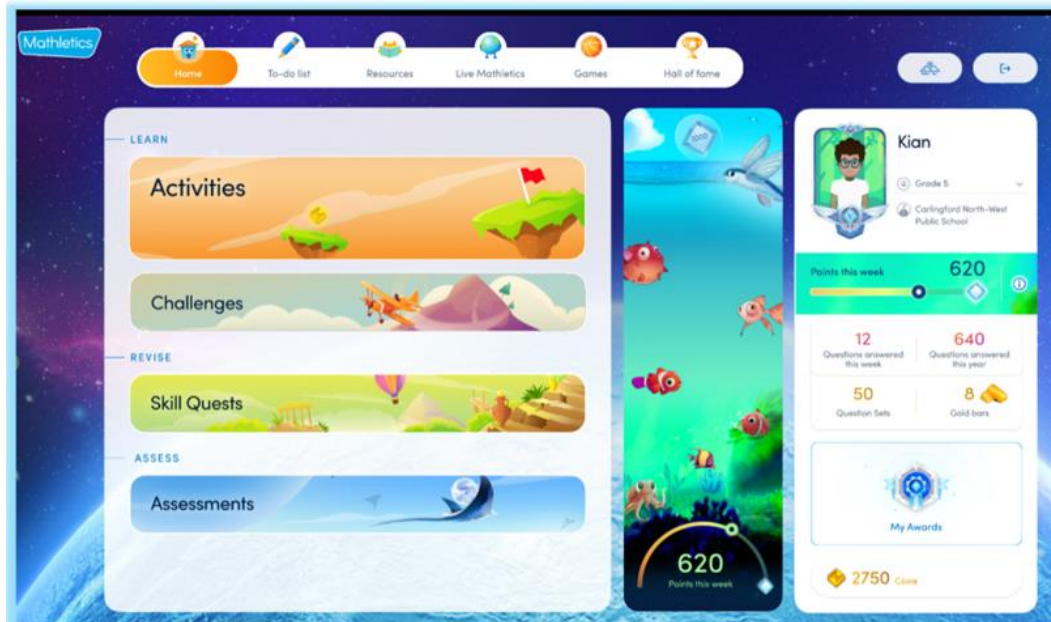 Mathletics
Home
To-do list
Resources
Live Mathletics
Games
Hall of fame
LEARN
Activities
Challenges
REVISE
Skill Quests
ASSESS
Assessments
1000
620
Points this week
Kian
Grade 5
Carlingford North-West
Public School
Points this week
620
12
Questions answered
this week
640
Questions answered
this year
50
Question Sets
8
Gold bars
My Awards
2750 Coins